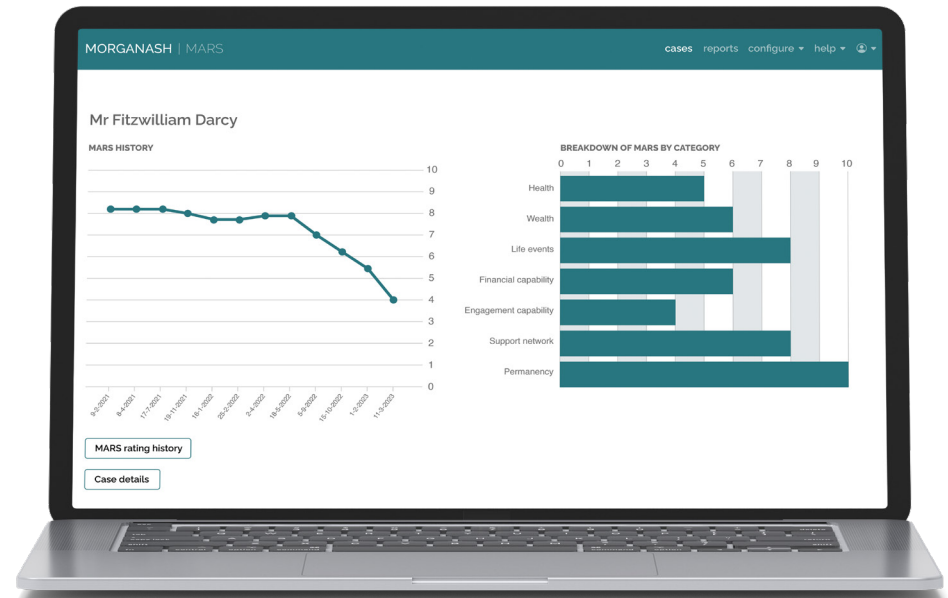 MORGANASH | MARS
cases reports configure help
Mr Fitzwilliam Darcy
MARS HISTORY
10
9
8
7
6
5
4
3
2
1
0
9-2-2021 8-4-2021 17-7-2021 19-11-2021 18-1-2022 25-2-2022 2-4-2022 18-5-2022 5-9-2022 15-10-2022 1-2-2023 11-3-2023
BREAKDOWN OF MARS BY CATEGORY
0 1 2 3 4 5 6 7 8 9 10
Health
Wealth
Life events
Financial capability
Engagement capability
Support network
Permanency
MARS rating history
Case details